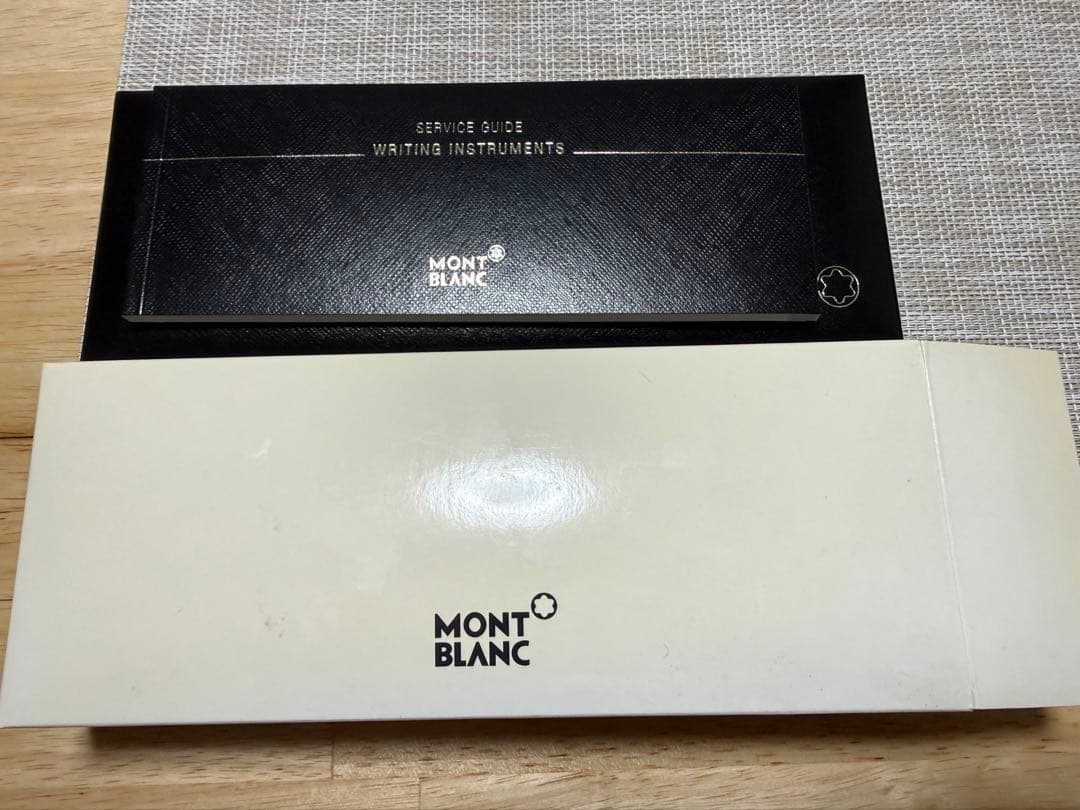 SERVICE GUIDE
WRITING INSTRUMENTS
MONT
BLANC
MONT
BLANC